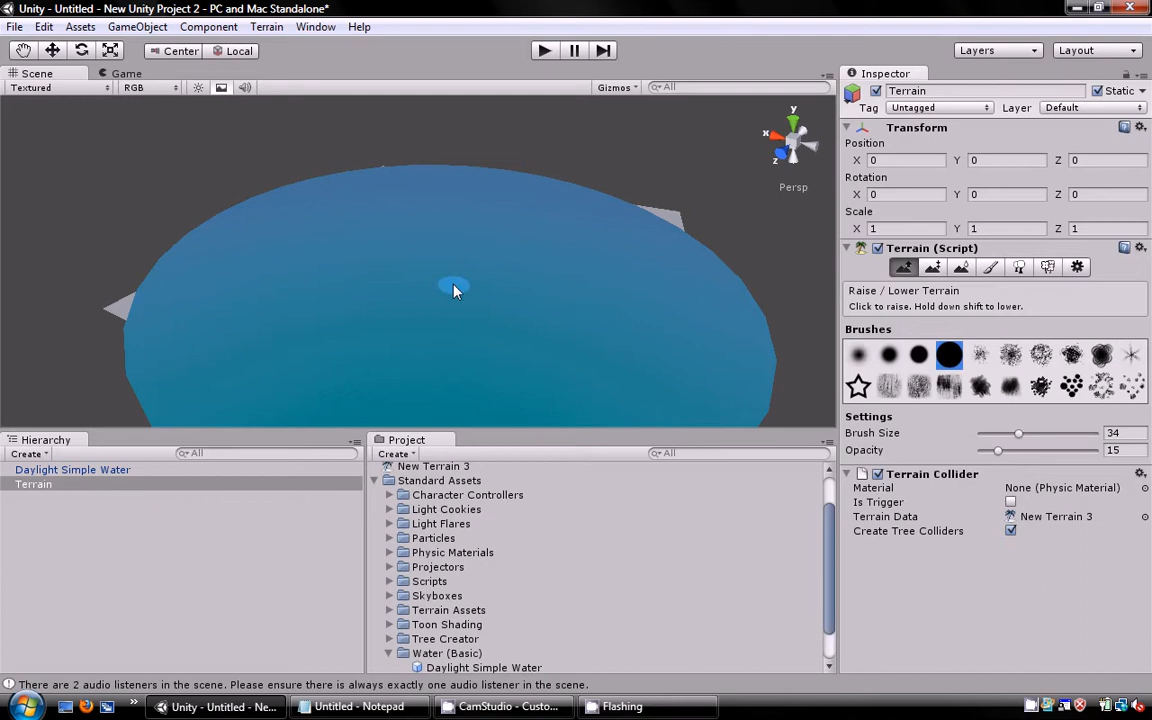 Unity - Untitled - New Unity Project 2 - PC and Mac Standalone*
File Edit Assets GameObject Component Terrain Window Help
Center Local Layers Layout
Scene Game
Textured RGB Gizmos All
y
x
z
Persp
Inspector
Terrain Static
Tag Untagged Layer Default
Transform
Position
X 0 Y 0 Z 0
Rotation
X 0 Y 0 Z 0
Scale
X 1 Y 1 Z 1
Terrain (Script)
Raise / Lower Terrain
Click to raise. Hold down shift to lower.
Brushes
Settings
Brush Size 34
Opacity 15
Terrain Collider
Material None (Physic Material)
Is Trigger
Terrain Data New Terrain 3
Create Tree Colliders
Hierarchy
Create All
Daylight Simple Water
Terrain
Project
Create All
New Terrain 3
Standard Assets
Character Controllers
Light Cookies
Light Flares
Particles
Physic Materials
Projectors
Scripts
Skyboxes
Terrain Assets
Toon Shading
Tree Creator
Water (Basic)
Daylight Simple Water
There are 2 audio listeners in the scene. Please ensure there is always exactly one audio listener in the scene.
Unity - Untitled - Ne... Untitled - Notepad CamStudio - Custo... Flashing